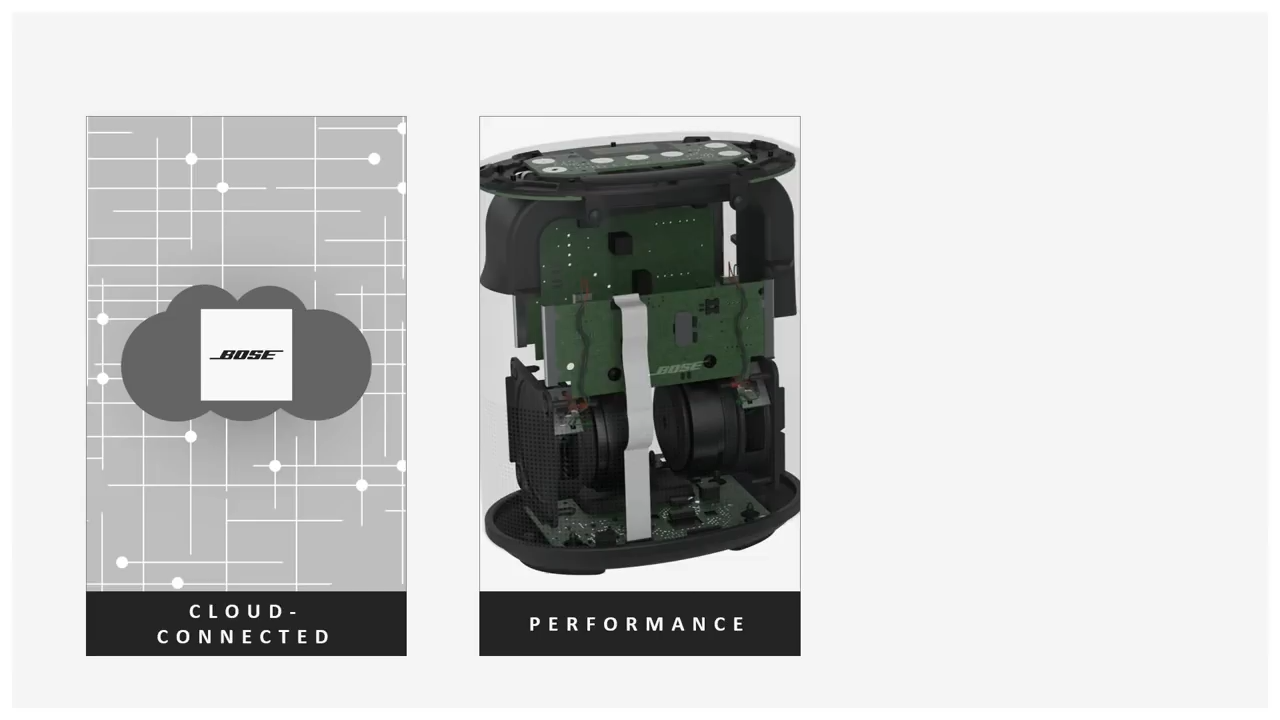 BOSE
CLOUD-
CONNECTED
BOSE
PERFORMANCE